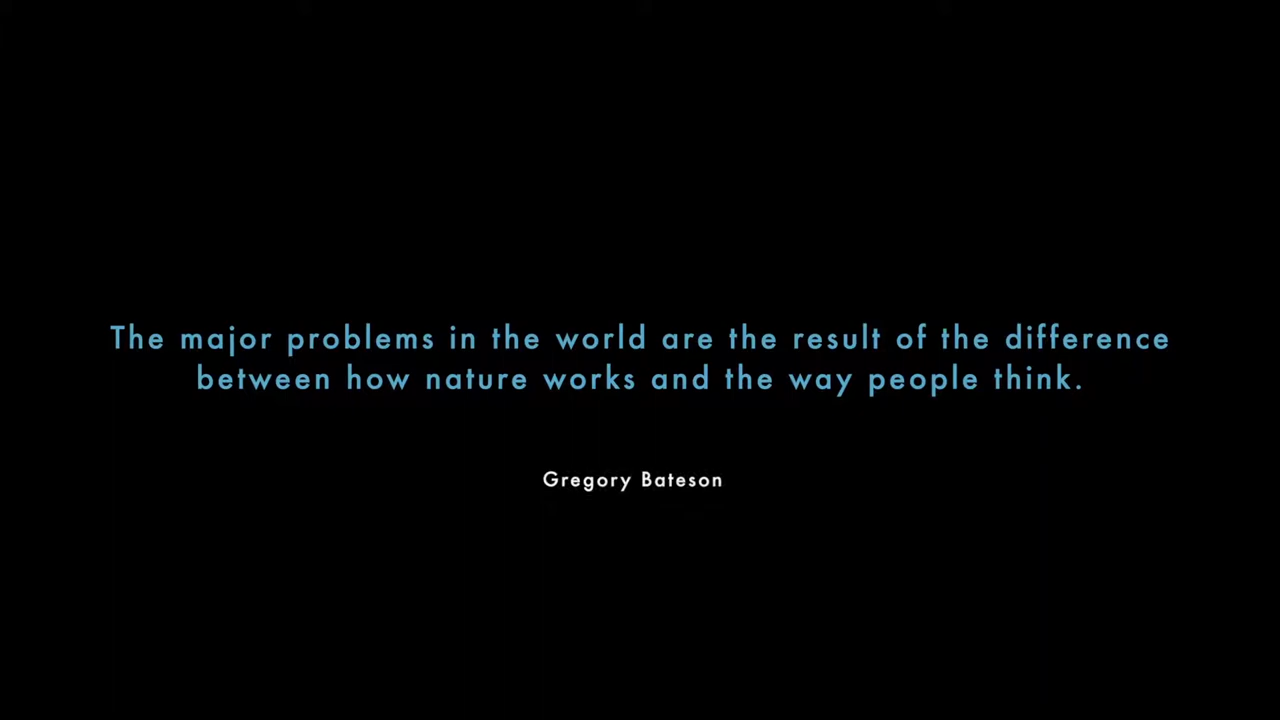 The major problems in the world are the result of the difference
between how nature works and the way people think.
Gregory Bateson